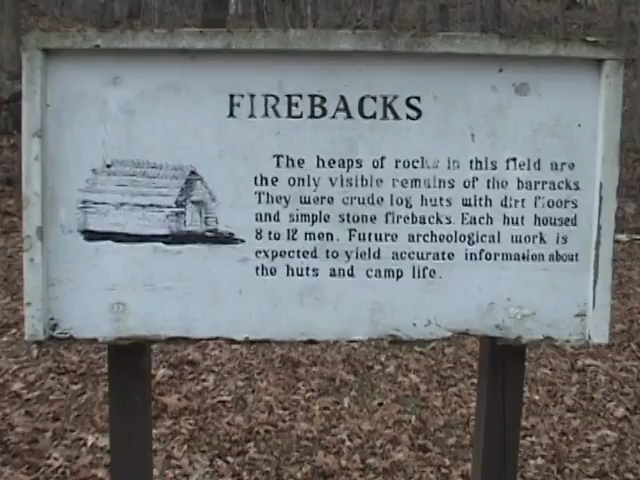 FIREBACKS
The heaps of rocks in this field are
the only visible remains of the barracks.
They were crude log huts with dirt floors
and simple stone firebacks. Each hut housed
8 to 12 men. Future archeological work is
expected to yield accurate information about
the huts and camp life.